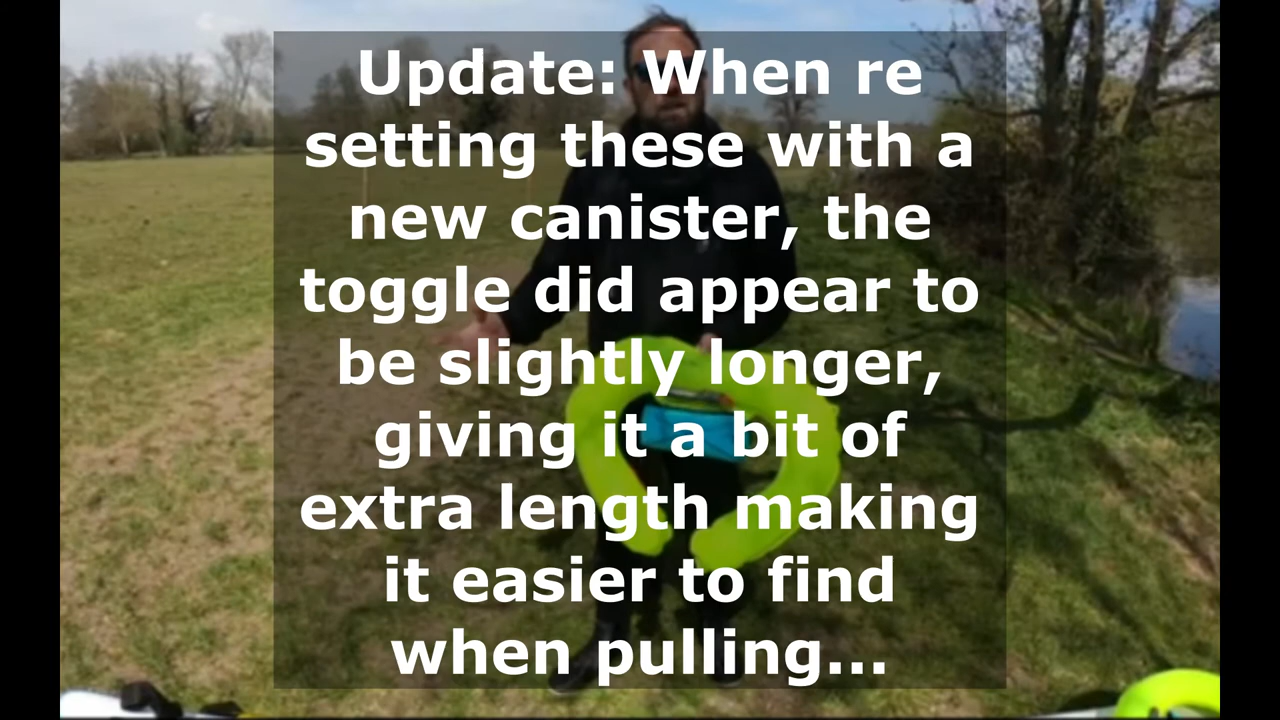 Update: When re
setting these with a
new canister, the
toggle did appear to
be slightly longer,
giving it a bit of
extra length making
it easier to find
when pulling...